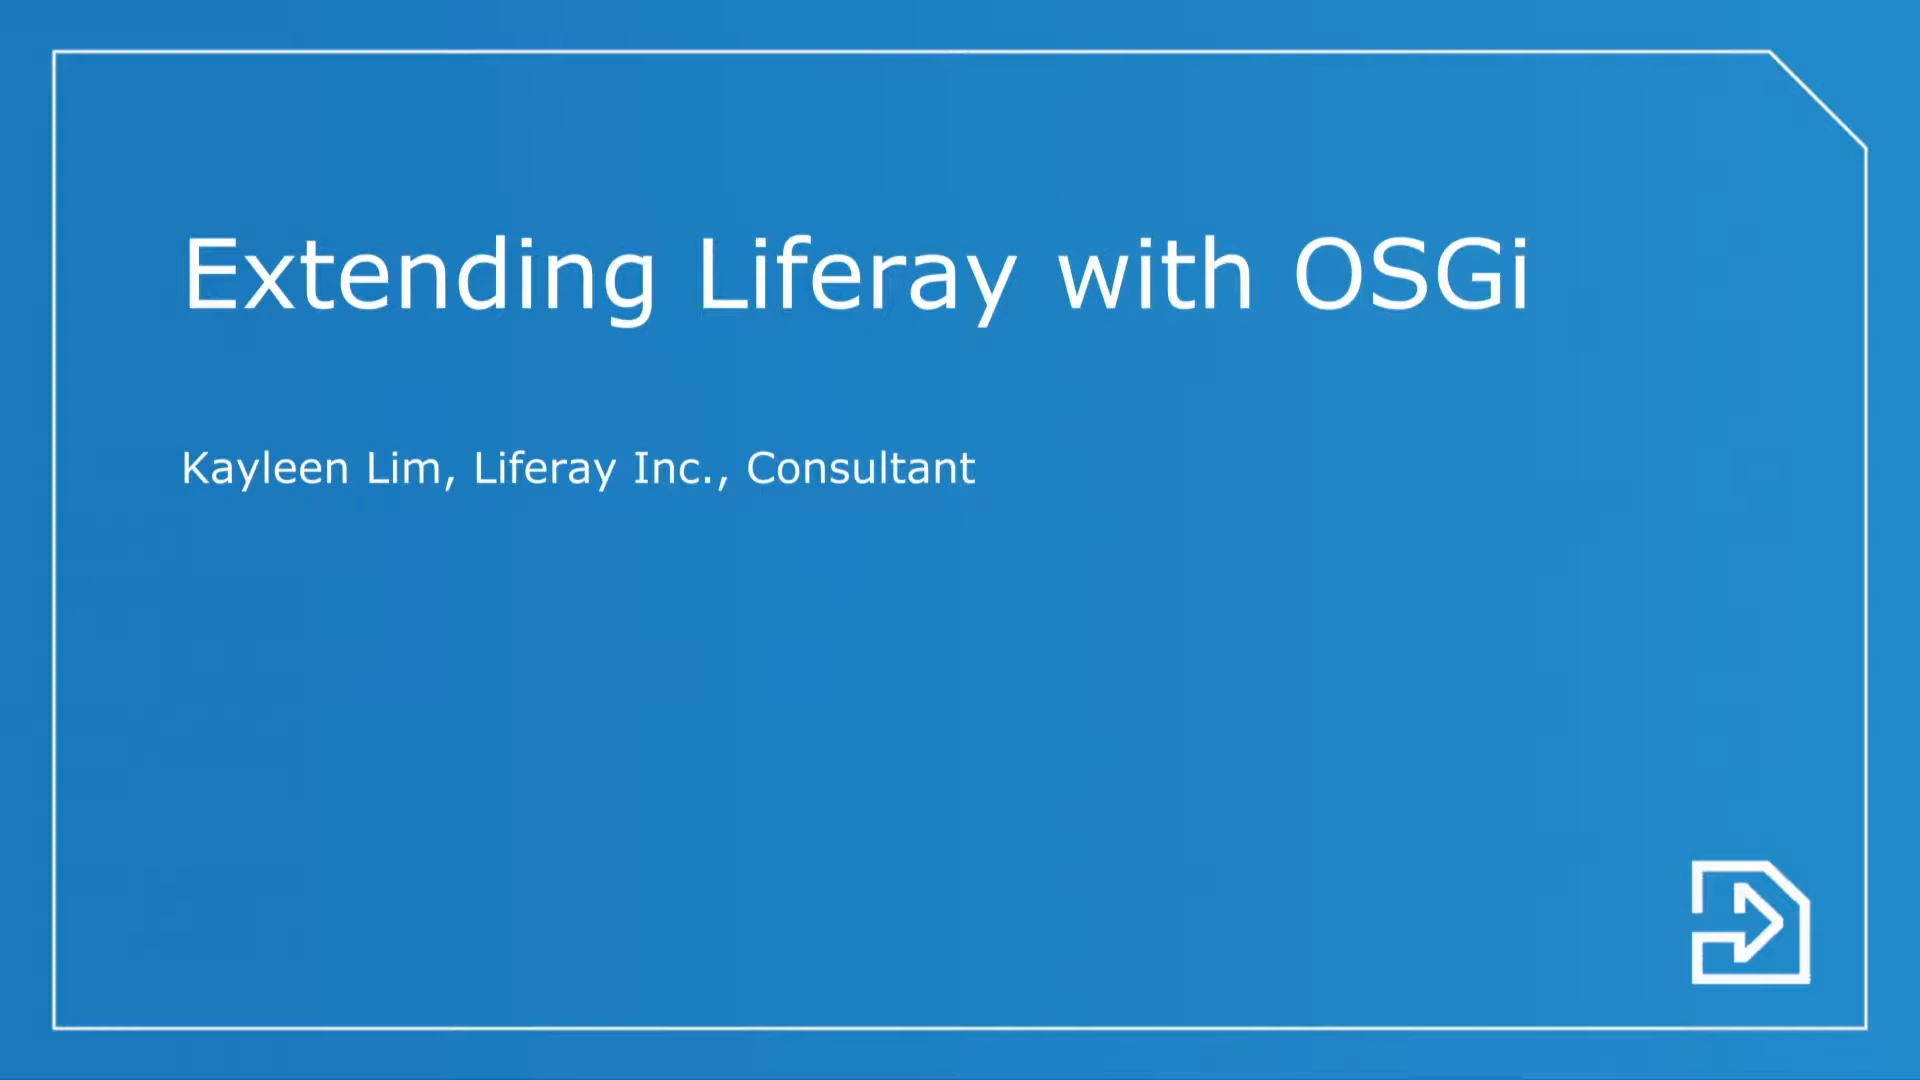 Extending Liferay with OSGi
Kayleen Lim, Liferay Inc., Consultant